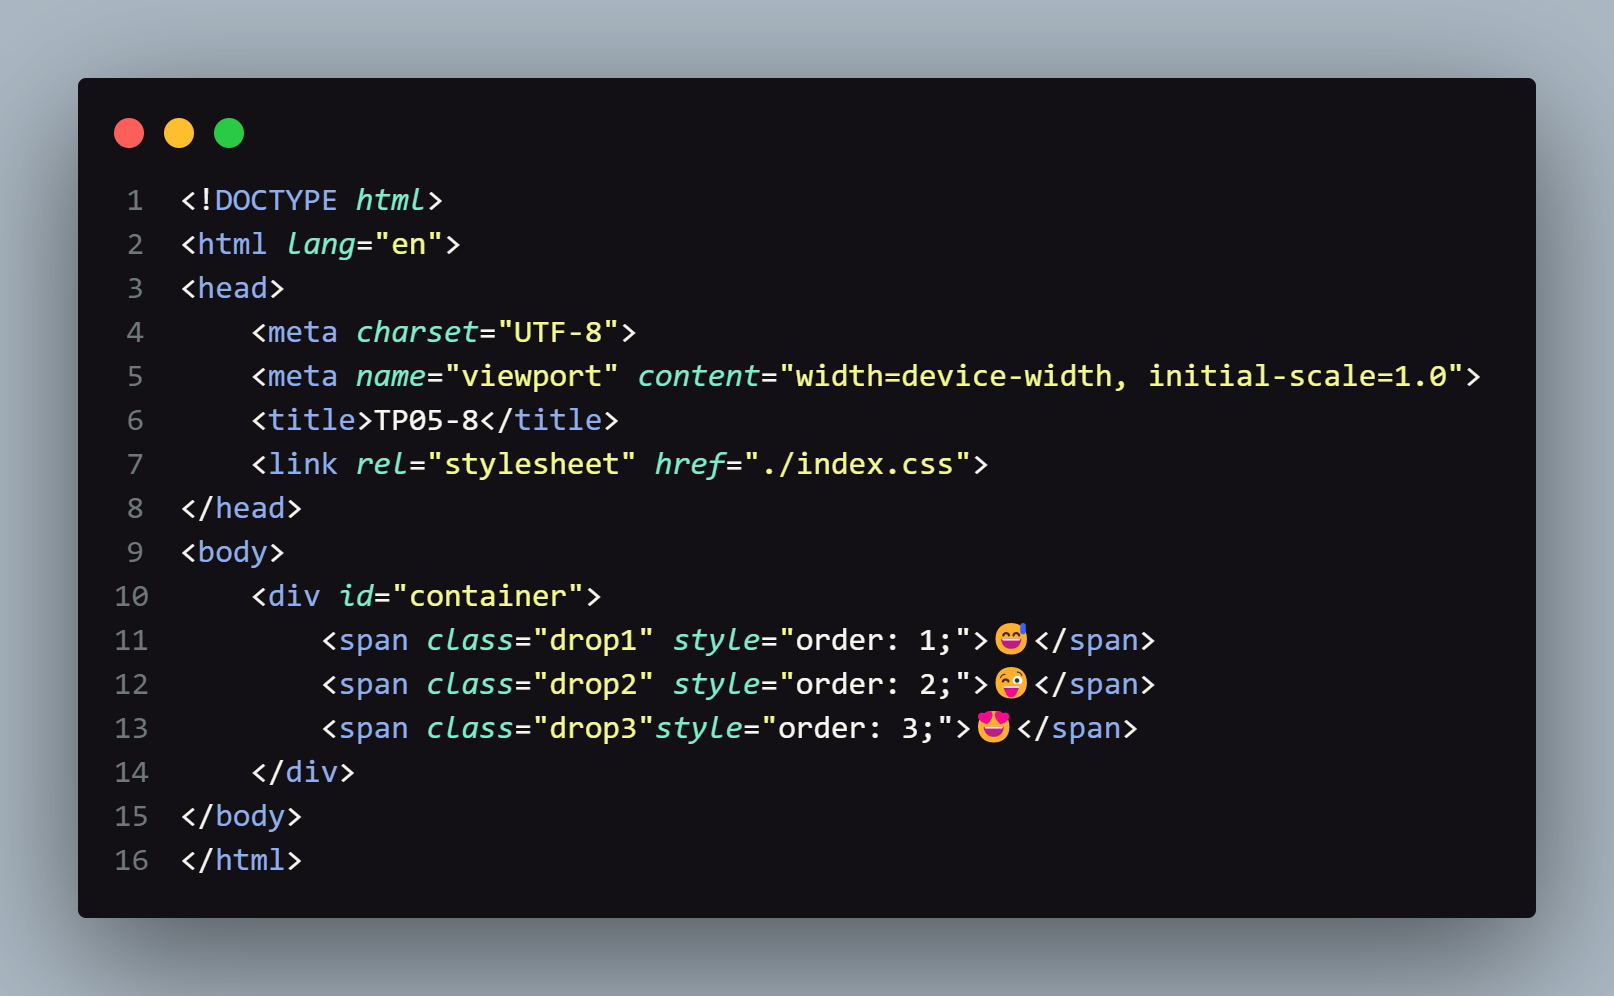 1 <!DOCTYPE html>
2 <html lang="en">
3 <head>
4     <meta charset="UTF-8">
5     <meta name="viewport" content="width=device-width, initial-scale=1.0">
6     <title>TP05-8</title>
7     <link rel="stylesheet" href="./index.css">
8 </head>
9 <body>
10     <div id="container">
11         <span class="drop1" style="order: 1;">😅</span>
12         <span class="drop2" style="order: 2;">😜</span>
13         <span class="drop3"style="order: 3;">😍</span>
14     </div>
15 </body>
16 </html>